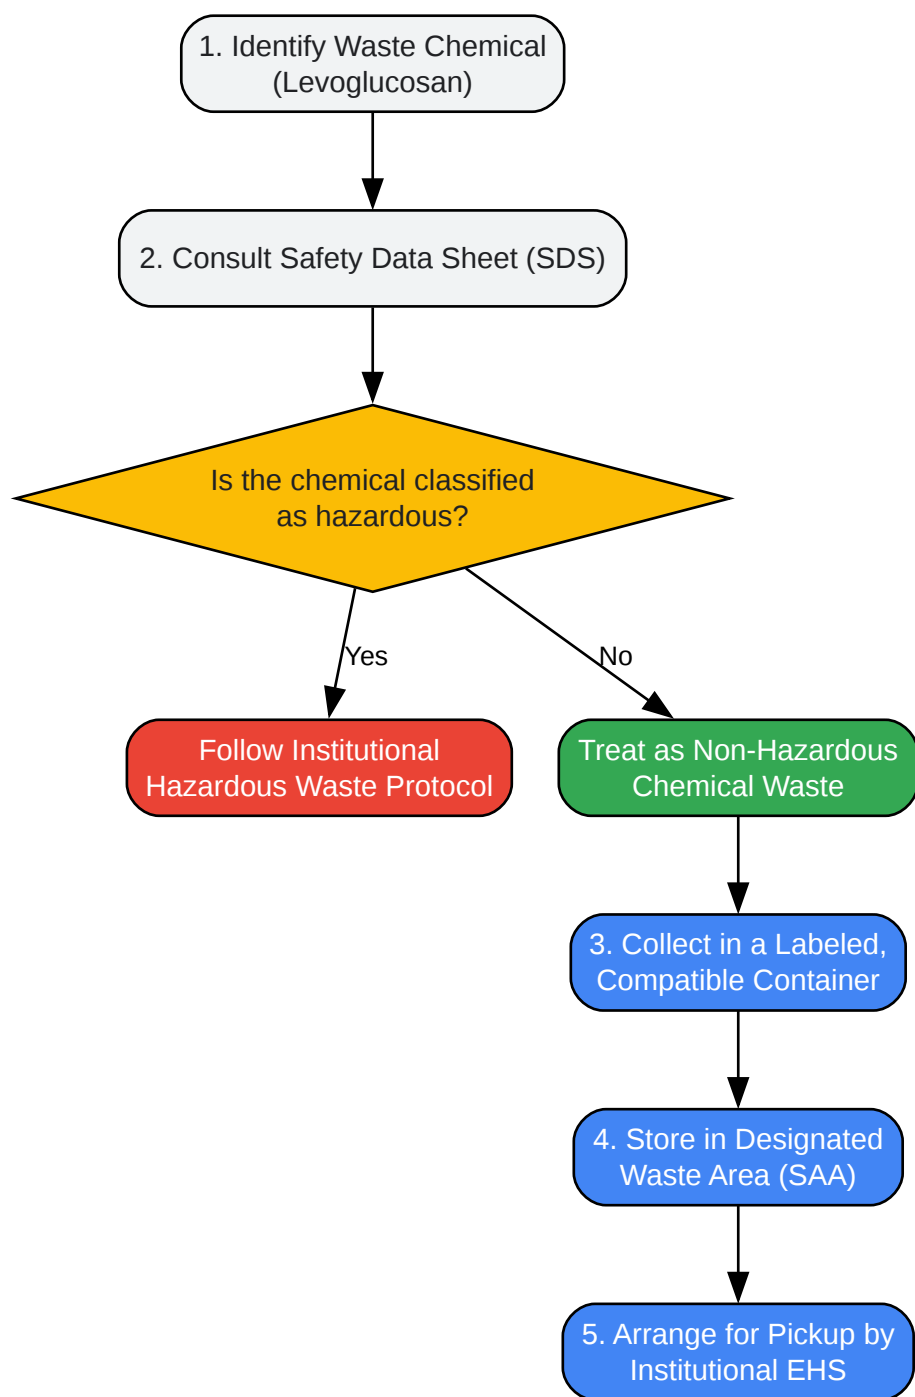 1. Identify Waste Chemical
(Levoglucosan)
2. Consult Safety Data Sheet (SDS)
Is the chemical classified
as hazardous?
Yes
No
Follow Institutional
Hazardous Waste Protocol
Treat as Non-Hazardous
Chemical Waste
3. Collect in a Labeled,
Compatible Container
4. Store in Designated
Waste Area (SAA)
5. Arrange for Pickup by
Institutional EHS